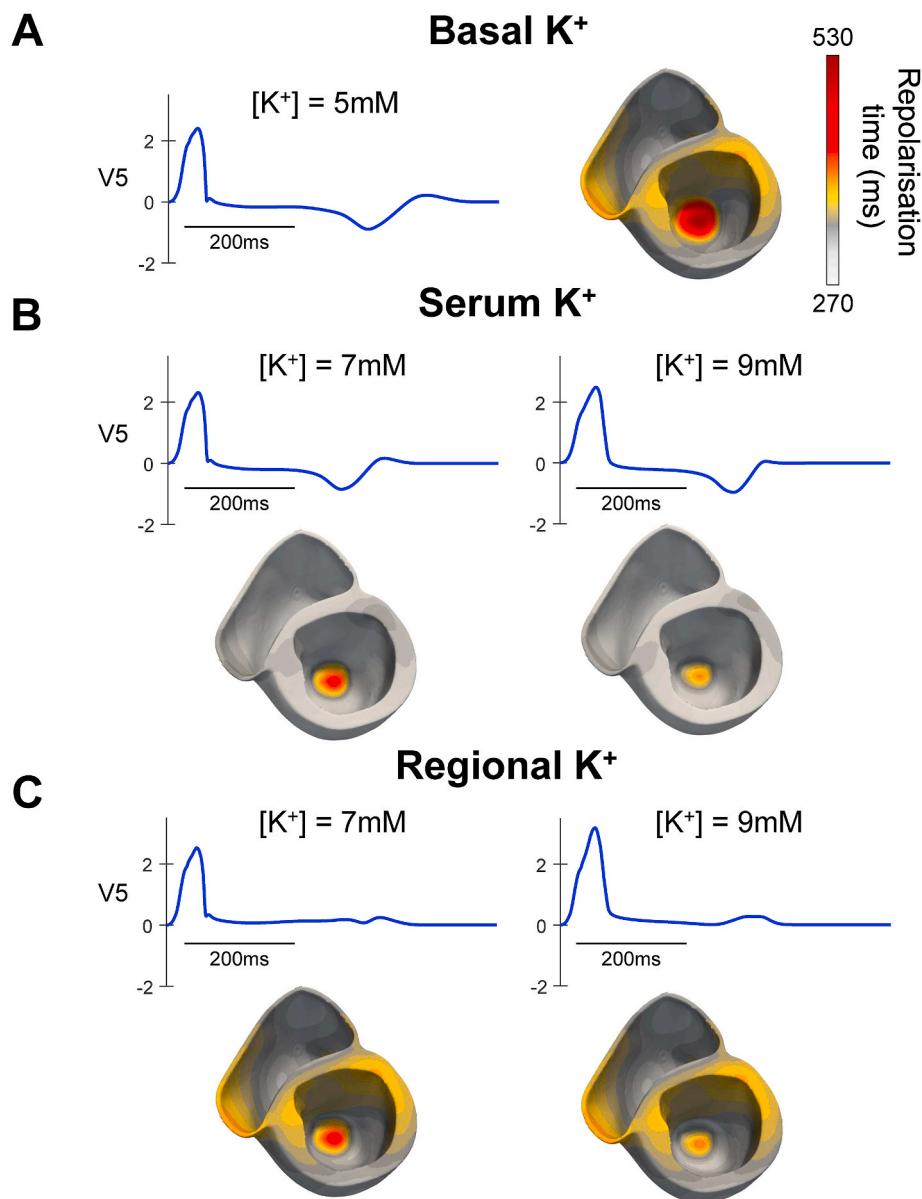 A
Basal K⁺
530
Repolarisation
time (ms)
270
[K⁺] = 5mM
V5
2
0
-2
200ms
B
Serum K⁺
[K⁺] = 7mM
V5
2
0
-2
200ms
[K⁺] = 9mM
2
0
-2
200ms
C
Regional K⁺
[K⁺] = 7mM
V5
2
0
-2
200ms
[K⁺] = 9mM
2
0
-2
200ms